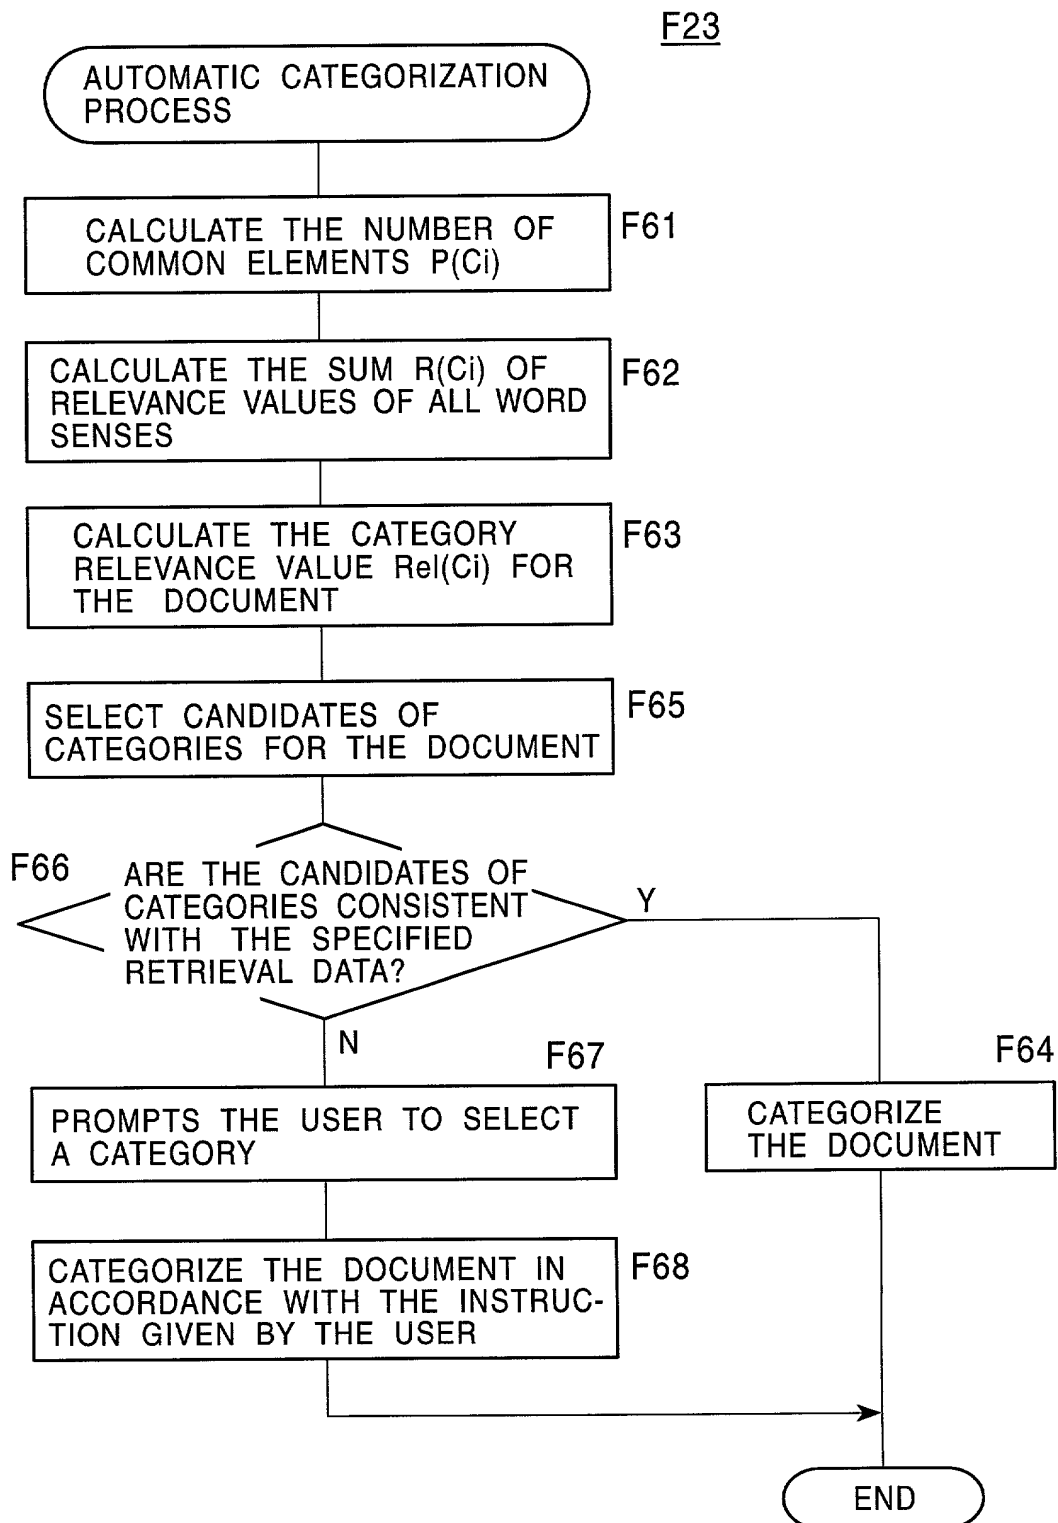 F23
AUTOMATIC CATEGORIZATION
PROCESS
CALCULATE THE NUMBER OF
COMMON ELEMENTS P(Ci)
F61
CALCULATE THE SUM R(Ci) OF
RELEVANCE VALUES OF ALL WORD
SENSES
F62
CALCULATE THE CATEGORY
RELEVANCE VALUE Rel(Ci) FOR
THE DOCUMENT
F63
SELECT CANDIDATES OF
CATEGORIES FOR THE DOCUMENT
F65
F66
ARE THE CANDIDATES OF
CATEGORIES CONSISTENT
WITH THE SPECIFIED
RETRIEVAL DATA?
Y
N
F67
PROMPTS THE USER TO SELECT
A CATEGORY
F64
CATEGORIZE
THE DOCUMENT
CATEGORIZE THE DOCUMENT IN
ACCORDANCE WITH THE INSTRUC-
TION GIVEN BY THE USER
F68
END